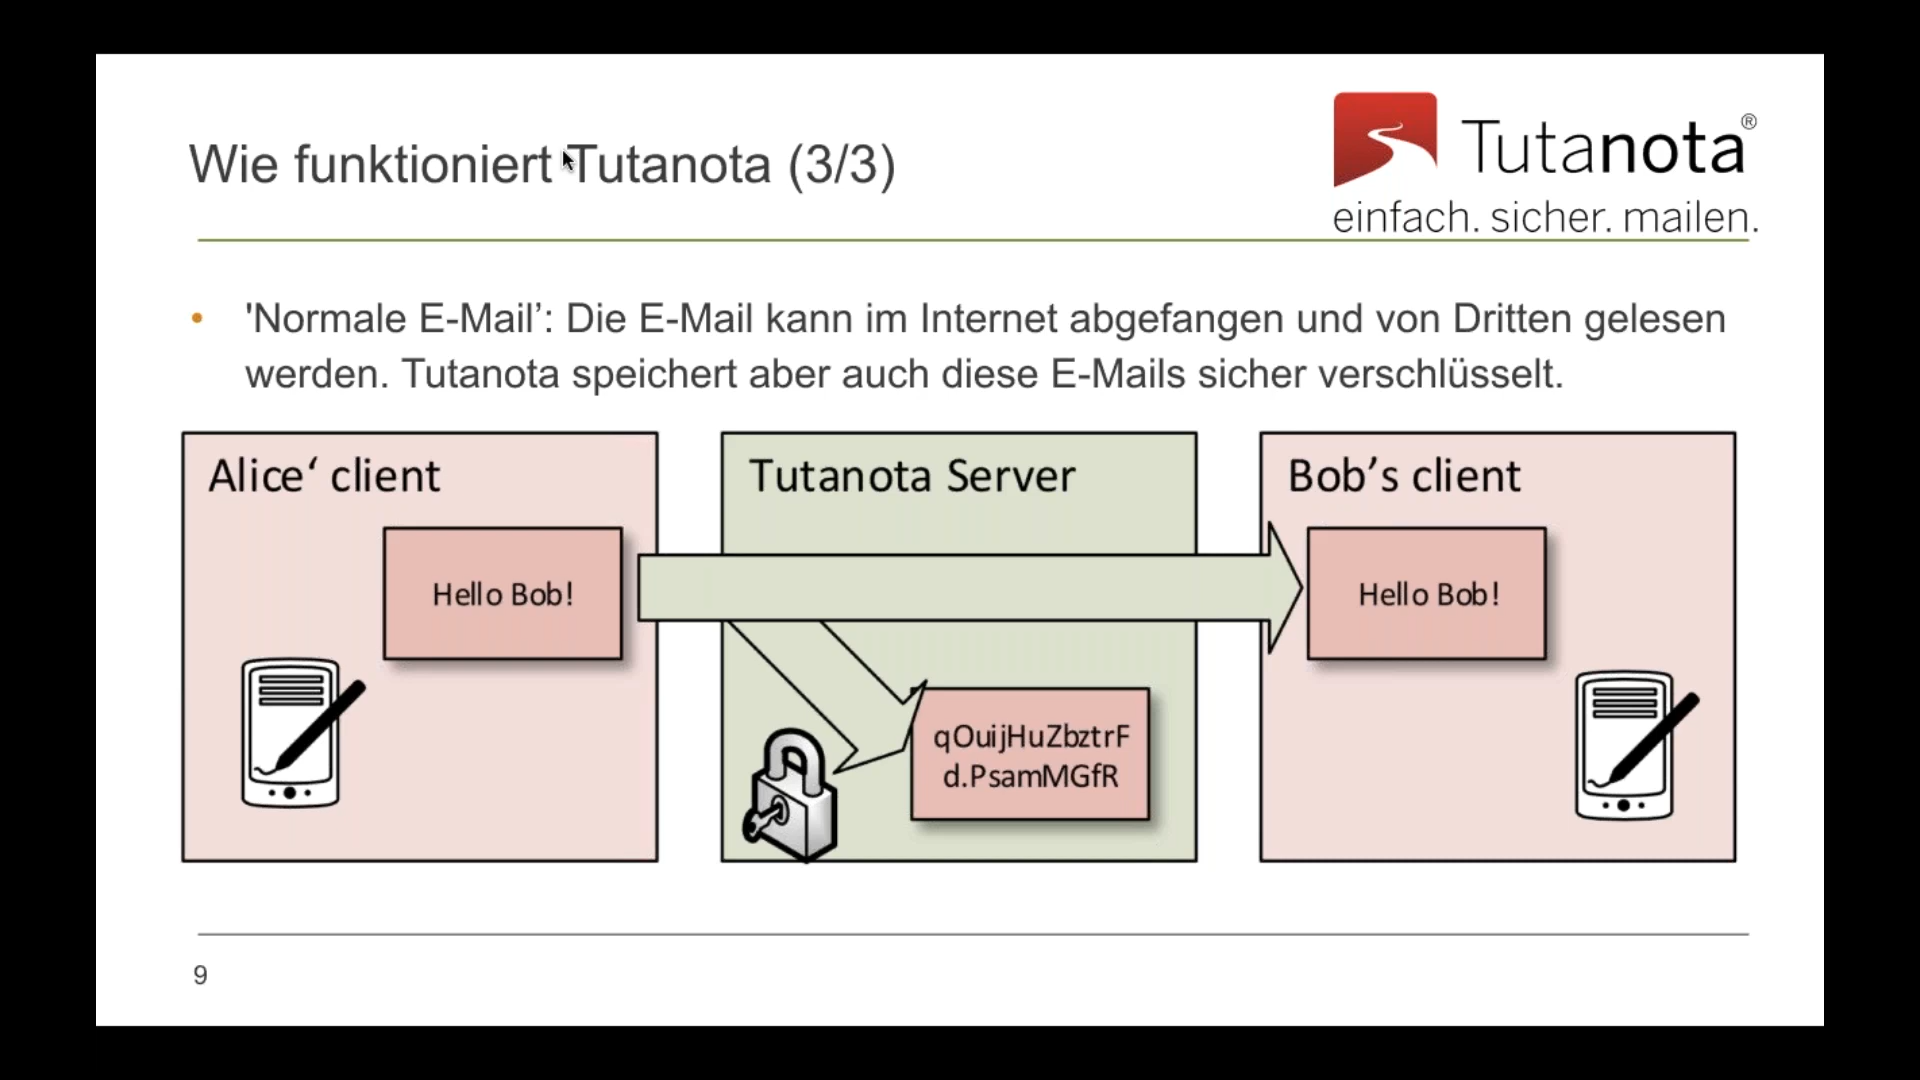 Wie funktioniert Tutanota (3/3)
Tutanota®
einfach. sicher. mailen.
• 'Normale E-Mail’: Die E-Mail kann im Internet abgefangen und von Dritten gelesen
werden. Tutanota speichert aber auch diese E-Mails sicher verschlüsselt.
Alice‘ client
Tutanota Server
Bob’s client
Hello Bob!
Hello Bob!
qOuijHuZbztrF
d.PsamMGfR
9